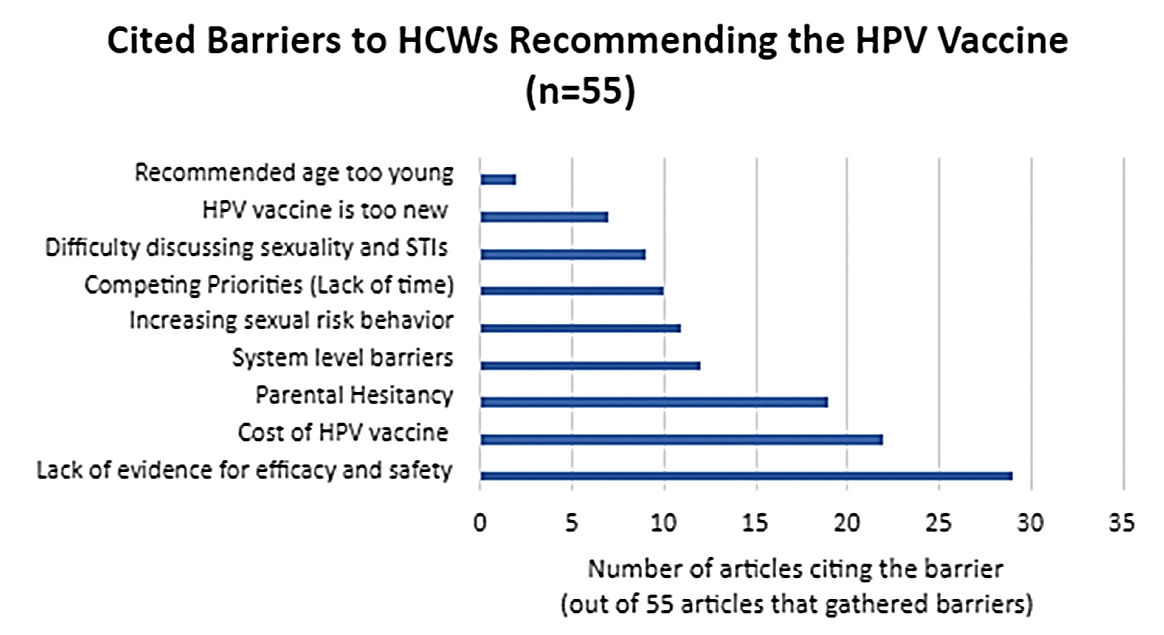 Cited Barriers to HCWs Recommending the HPV Vaccine
(n=55)
Recommended age too young
HPV vaccine is too new
Difficulty discussing sexuality and STIs
Competing Priorities (Lack of time)
Increasing sexual risk behavior
System level barriers
Parental Hesitancy
Cost of HPV vaccine
Lack of evidence for efficacy and safety
0 5 10 15 20 25 30 35
Number of articles citing the barrier
(out of 55 articles that gathered barriers)